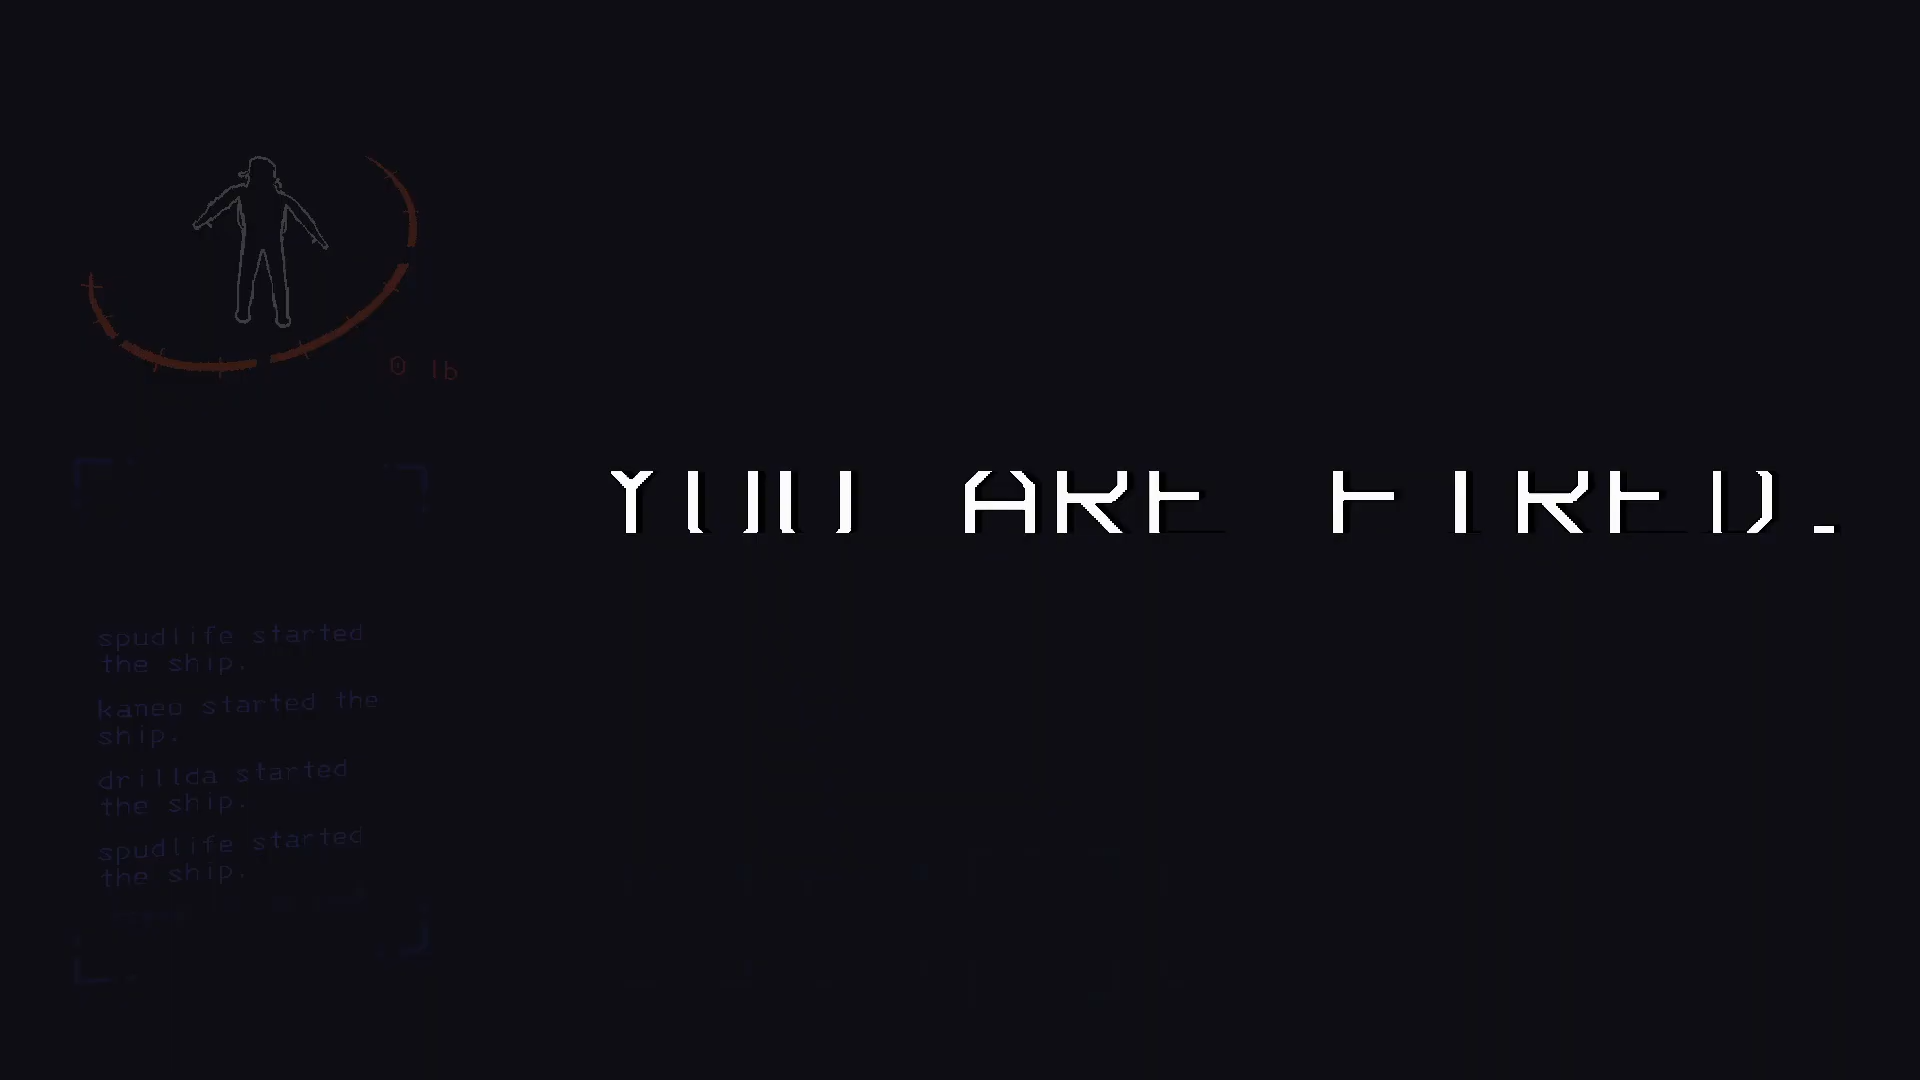 0 lb
YOU ARE FIRED.
spudlife started
the ship.
kaneo started the
ship.
drillda started
the ship.
spudlife started
the ship.